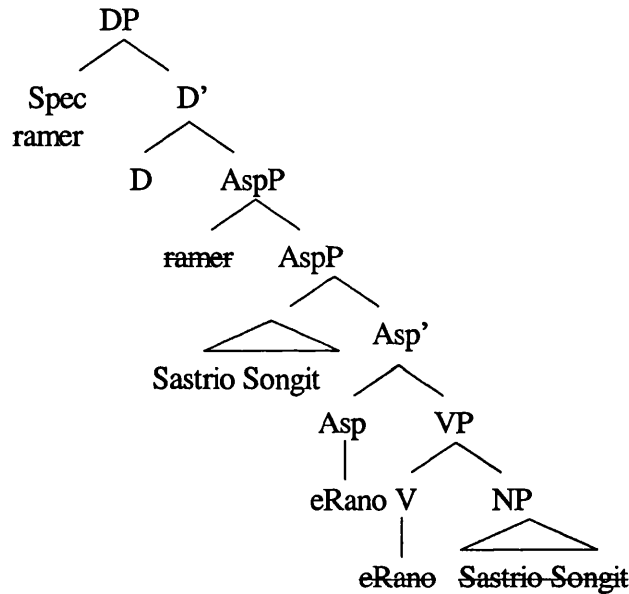 DP
Spec D’
ramer
D AspP
ramer AspP
Asp’
Sastrio Songit
Asp VP
eRano V NP
eRano Sastrio Songit